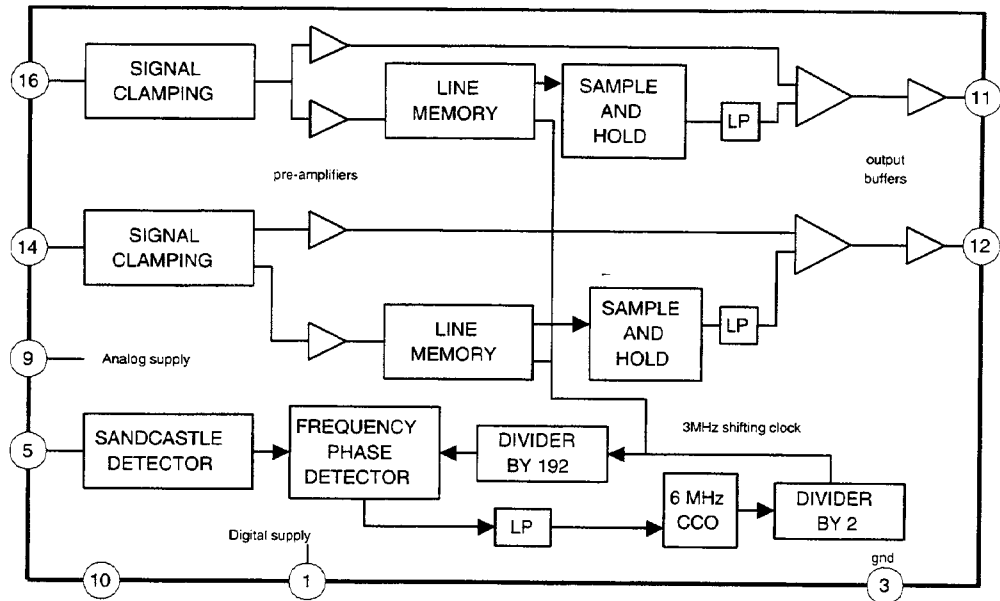 16
SIGNAL
CLAMPING
LINE
MEMORY
SAMPLE
AND
HOLD
LP
11
pre-amplifiers
output
buffers
14
SIGNAL
CLAMPING
LINE
MEMORY
SAMPLE
AND
HOLD
LP
12
9
Analog supply
5
SANDCASTLE
DETECTOR
FREQUENCY
PHASE
DETECTOR
DIVIDER
BY 192
3MHz shifting clock
LP
6 MHz
CCO
DIVIDER
BY 2
Digital supply
gnd
10
1
3